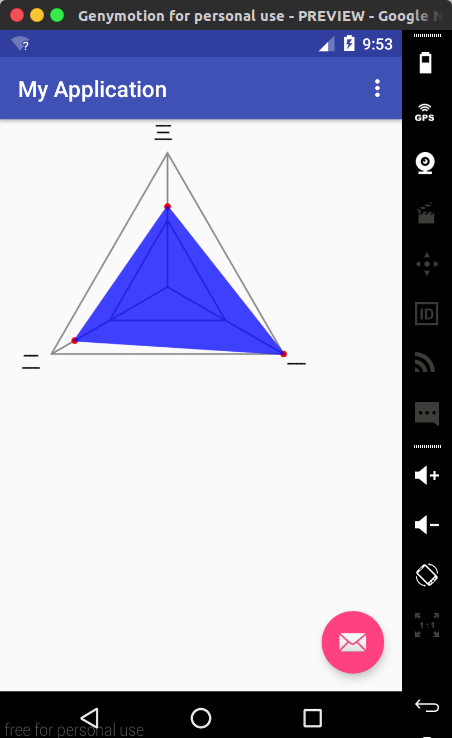 Genymotion for personal use - PREVIEW - Google N
? 9:53
GPS
My Application
三
ID
二
一
1:1
free for personal use